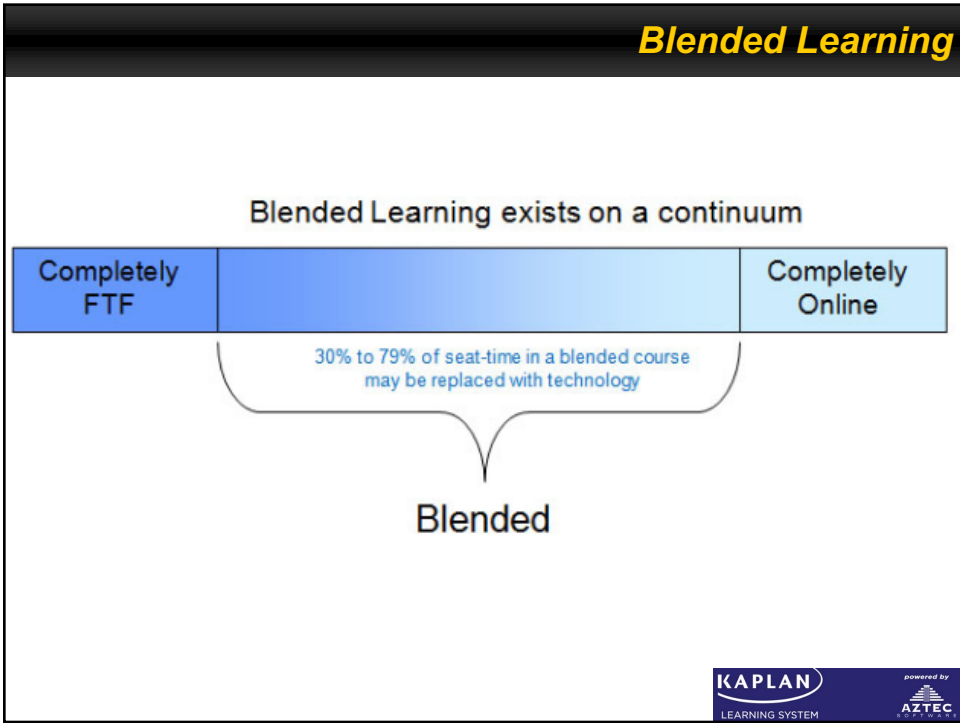 Blended Learning
Blended Learning exists on a continuum
Completely
FTF
Completely
Online
30% to 79% of seat-time in a blended course
may be replaced with technology
Blended
KAPLAN
LEARNING SYSTEM
powered by
AZTEC
SOFTWARE